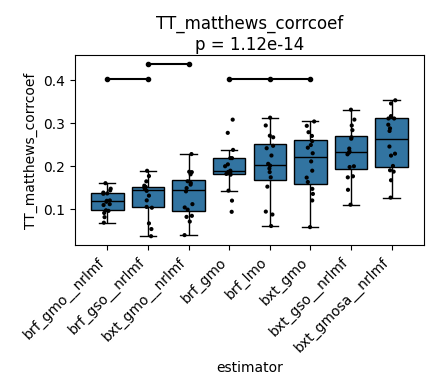 TT_matthews_corrcoef
p = 1.12e-14
TT_matthews_corrcoef
0.4
0.3
0.2
0.1
brf_gmo__nrlmf
brf_gso__nrlmf
bxt_gmo__nrlmf
brf_gmo
brf_lmo
bxt_gmo
bxt_gso__nrlmf
bxt_gmosa__nrlmf
estimator